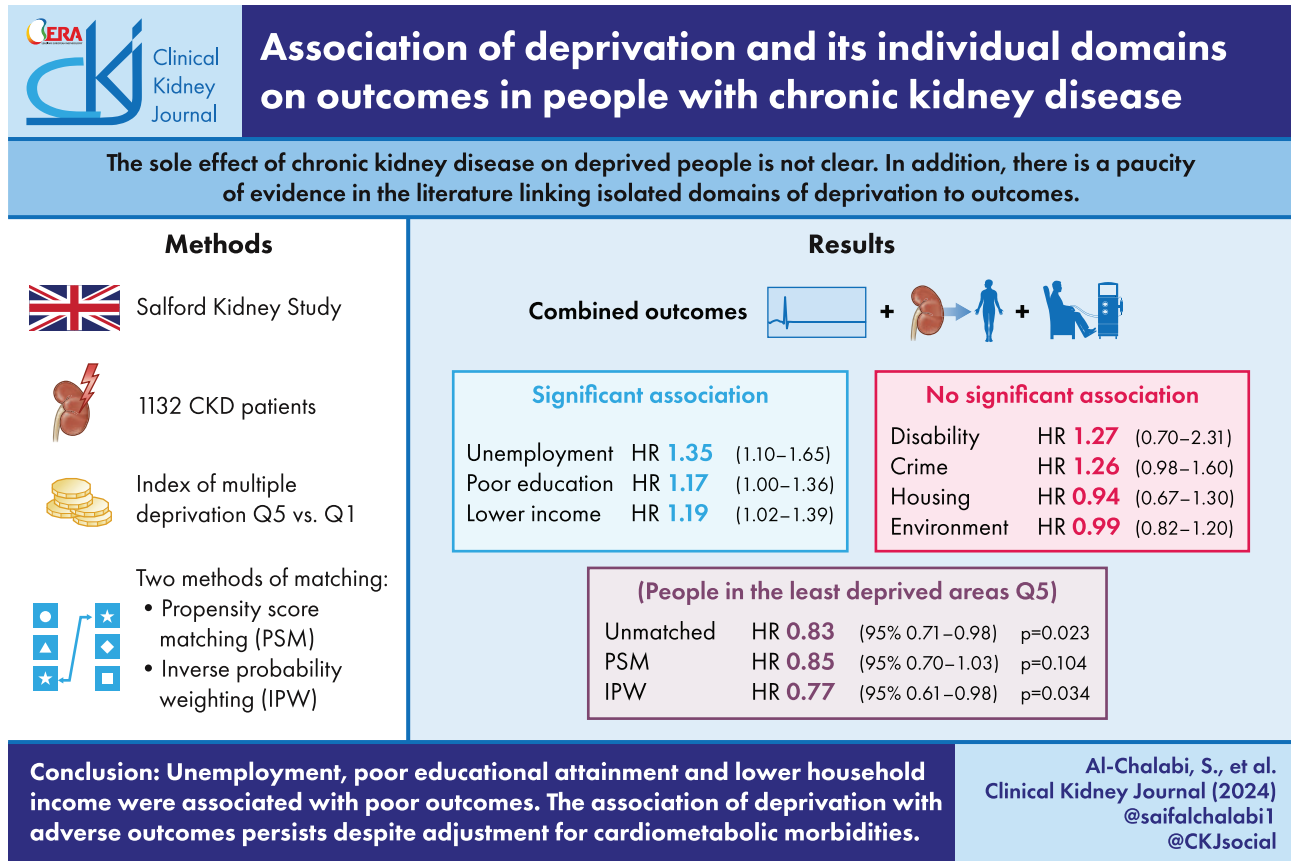 ERA
CKJ
Clinical
Kidney
Journal
Association of deprivation and its individual domains
on outcomes in people with chronic kidney disease
The sole effect of chronic kidney disease on deprived people is not clear. In addition, there is a paucity
of evidence in the literature linking isolated domains of deprivation to outcomes.
Methods
Salford Kidney Study
1132 CKD patients
Index of multiple
deprivation Q5 vs. Q1
Two methods of matching:
• Propensity score
matching (PSM)
• Inverse probability
weighting (IPW)
Results
Combined outcomes + +
Significant association
Unemployment HR 1.35 (1.10–1.65)
Poor education HR 1.17 (1.00–1.36)
Lower income HR 1.19 (1.02–1.39)
No significant association
Disability HR 1.27 (0.70–2.31)
Crime HR 1.26 (0.98–1.60)
Housing HR 0.94 (0.67–1.30)
Environment HR 0.99 (0.82–1.20)
(People in the least deprived areas Q5)
Unmatched HR 0.83 (95% 0.71–0.98) p=0.023
PSM HR 0.85 (95% 0.70–1.03) p=0.104
IPW HR 0.77 (95% 0.61–0.98) p=0.034
Conclusion: Unemployment, poor educational attainment and lower household
income were associated with poor outcomes. The association of deprivation with
adverse outcomes persists despite adjustment for cardiometabolic morbidities.
Al-Chalabi, S., et al.
Clinical Kidney Journal (2024)
@saifalchalabi1
@CKJsocial